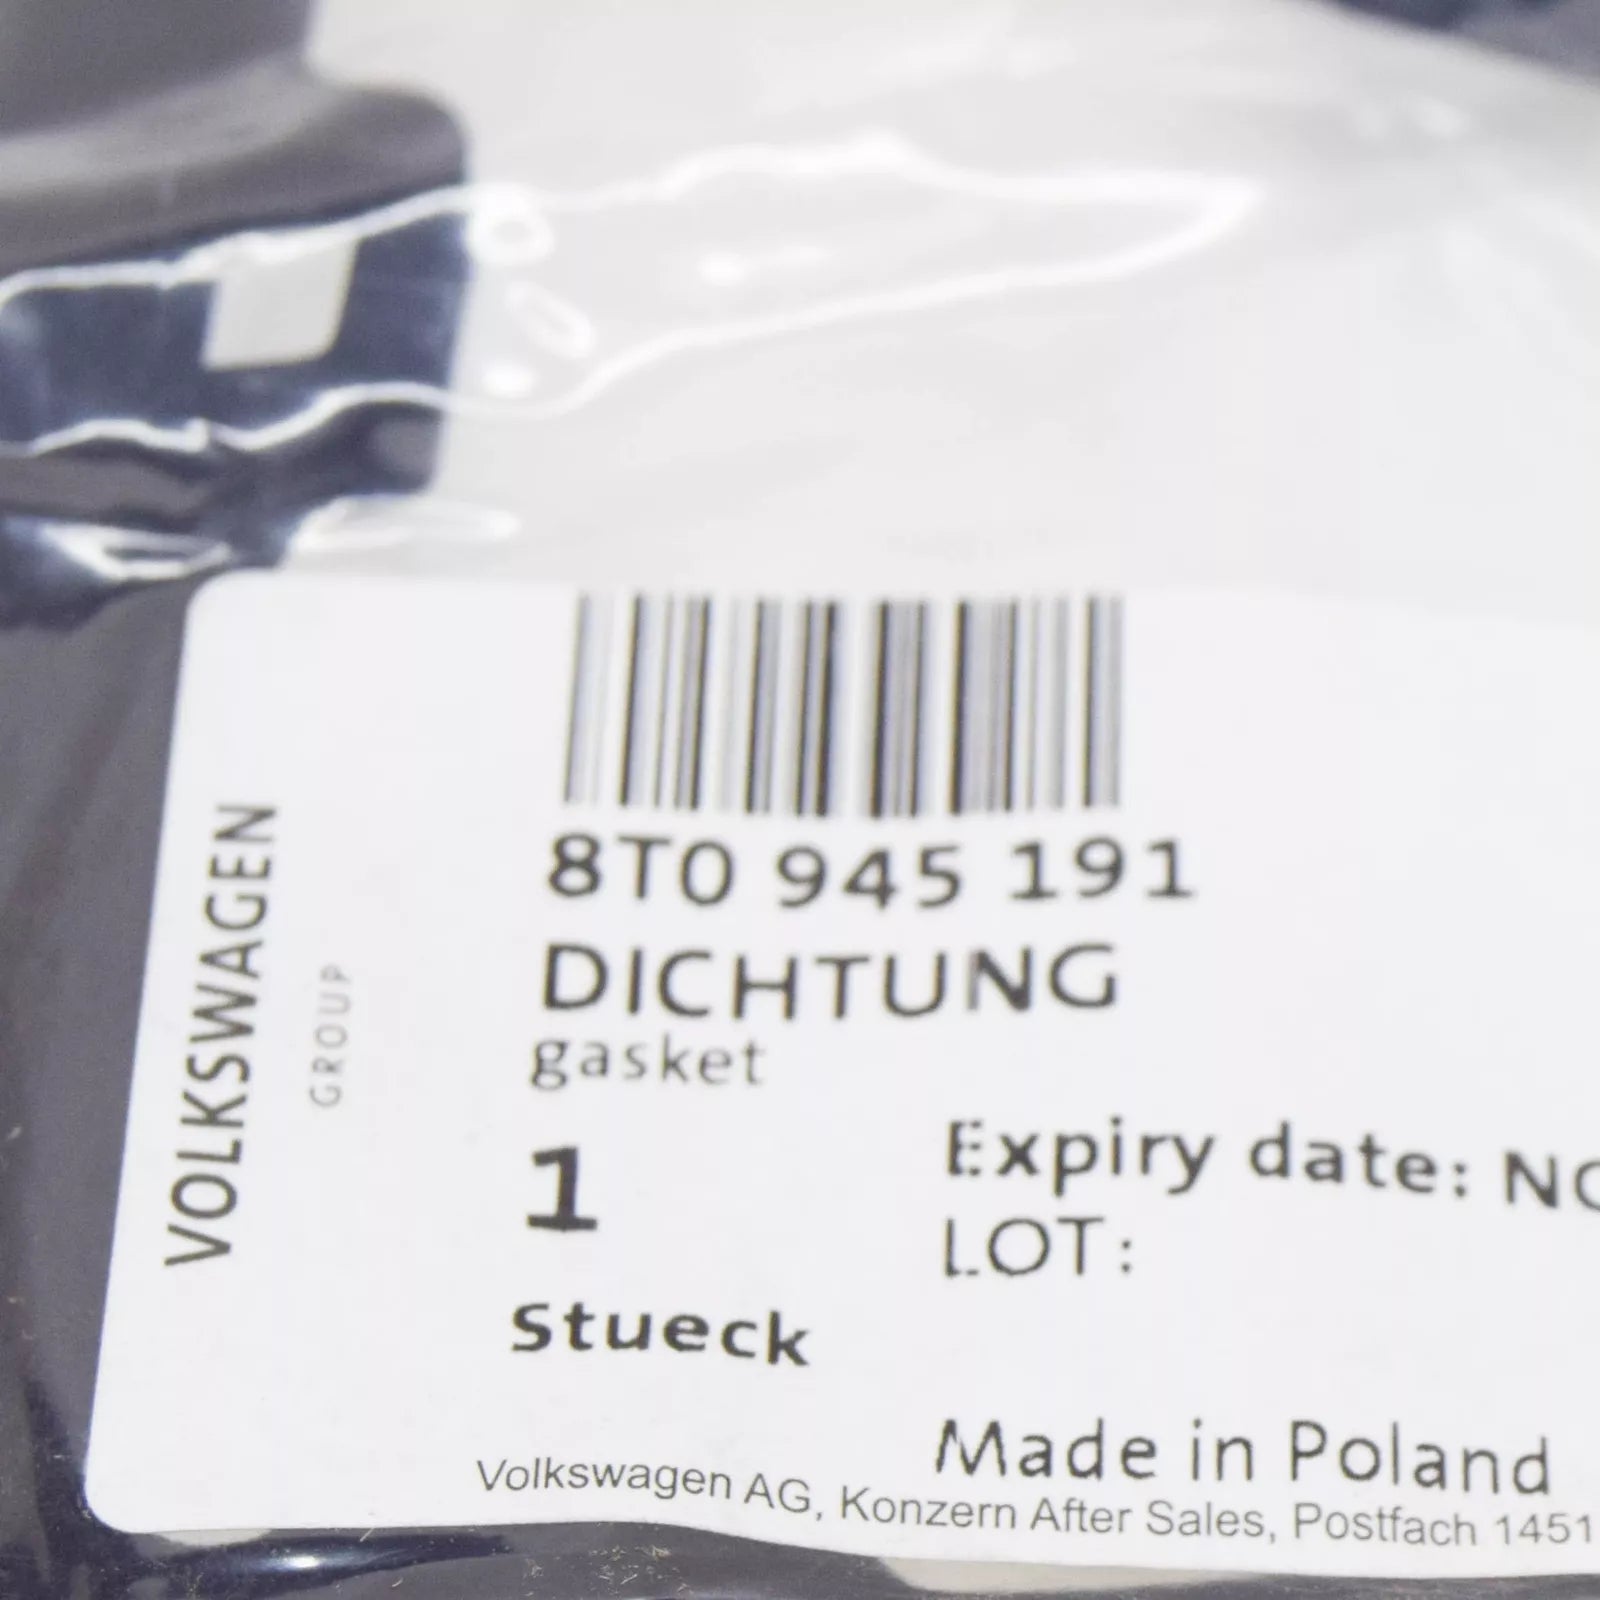 VOLKSWAGEN
GROUP
8T0 945 191
DICHTUNG
gasket
1
Expiry date: NO
LOT:
Stueck
Made in Poland
Volkswagen AG, Konzern After Sales, Postfach 1451